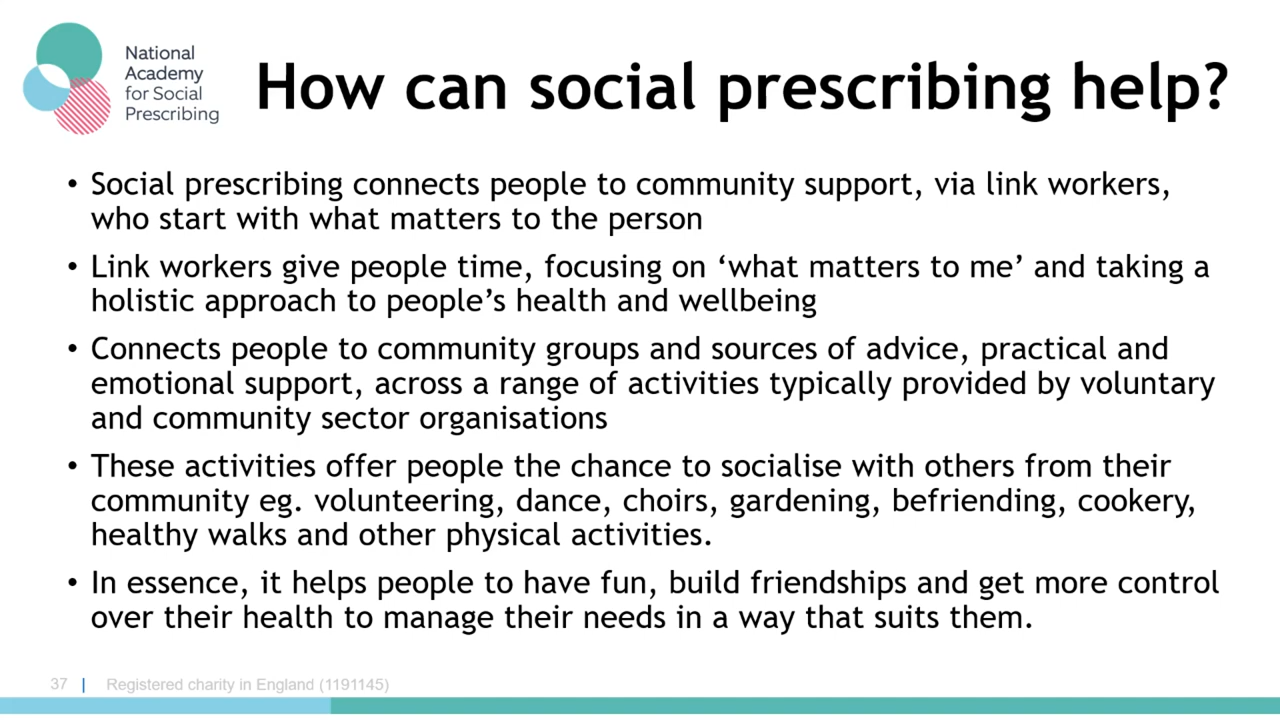 National
Academy
for Social
Prescribing
How can social prescribing help?
• Social prescribing connects people to community support, via link workers,
who start with what matters to the person
• Link workers give people time, focusing on ‘what matters to me’ and taking a
holistic approach to people’s health and wellbeing
• Connects people to community groups and sources of advice, practical and
emotional support, across a range of activities typically provided by voluntary
and community sector organisations
• These activities offer people the chance to socialise with others from their
community eg. volunteering, dance, choirs, gardening, befriending, cookery,
healthy walks and other physical activities.
• In essence, it helps people to have fun, build friendships and get more control
over their health to manage their needs in a way that suits them.
37 | Registered charity in England (1191145)